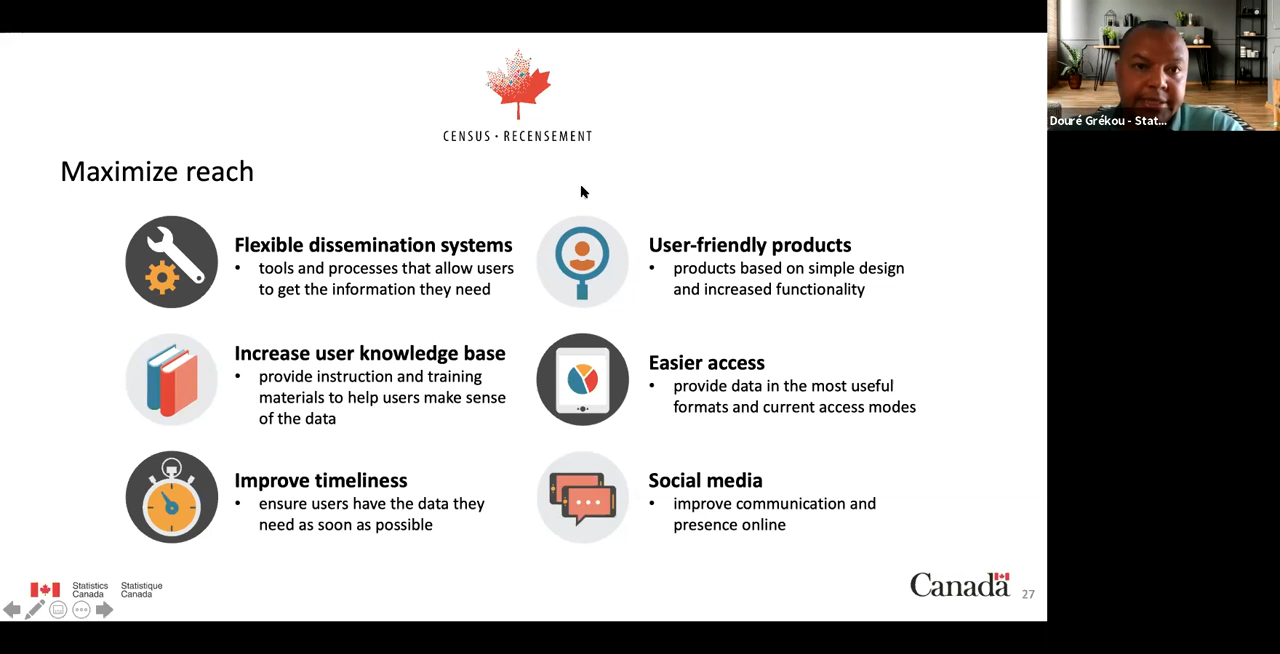 CENSUS • RECENSEMENT
Maximize reach
Flexible dissemination systems
• tools and processes that allow users
to get the information they need
Increase user knowledge base
• provide instruction and training
materials to help users make sense
of the data
Improve timeliness
• ensure users have the data they
need as soon as possible
User-friendly products
• products based on simple design
and increased functionality
Easier access
• provide data in the most useful
formats and current access modes
Social media
• improve communication and
presence online
Statistics
Canada
Statistique
Canada
Canada
27
Douré Grékou - Stat...